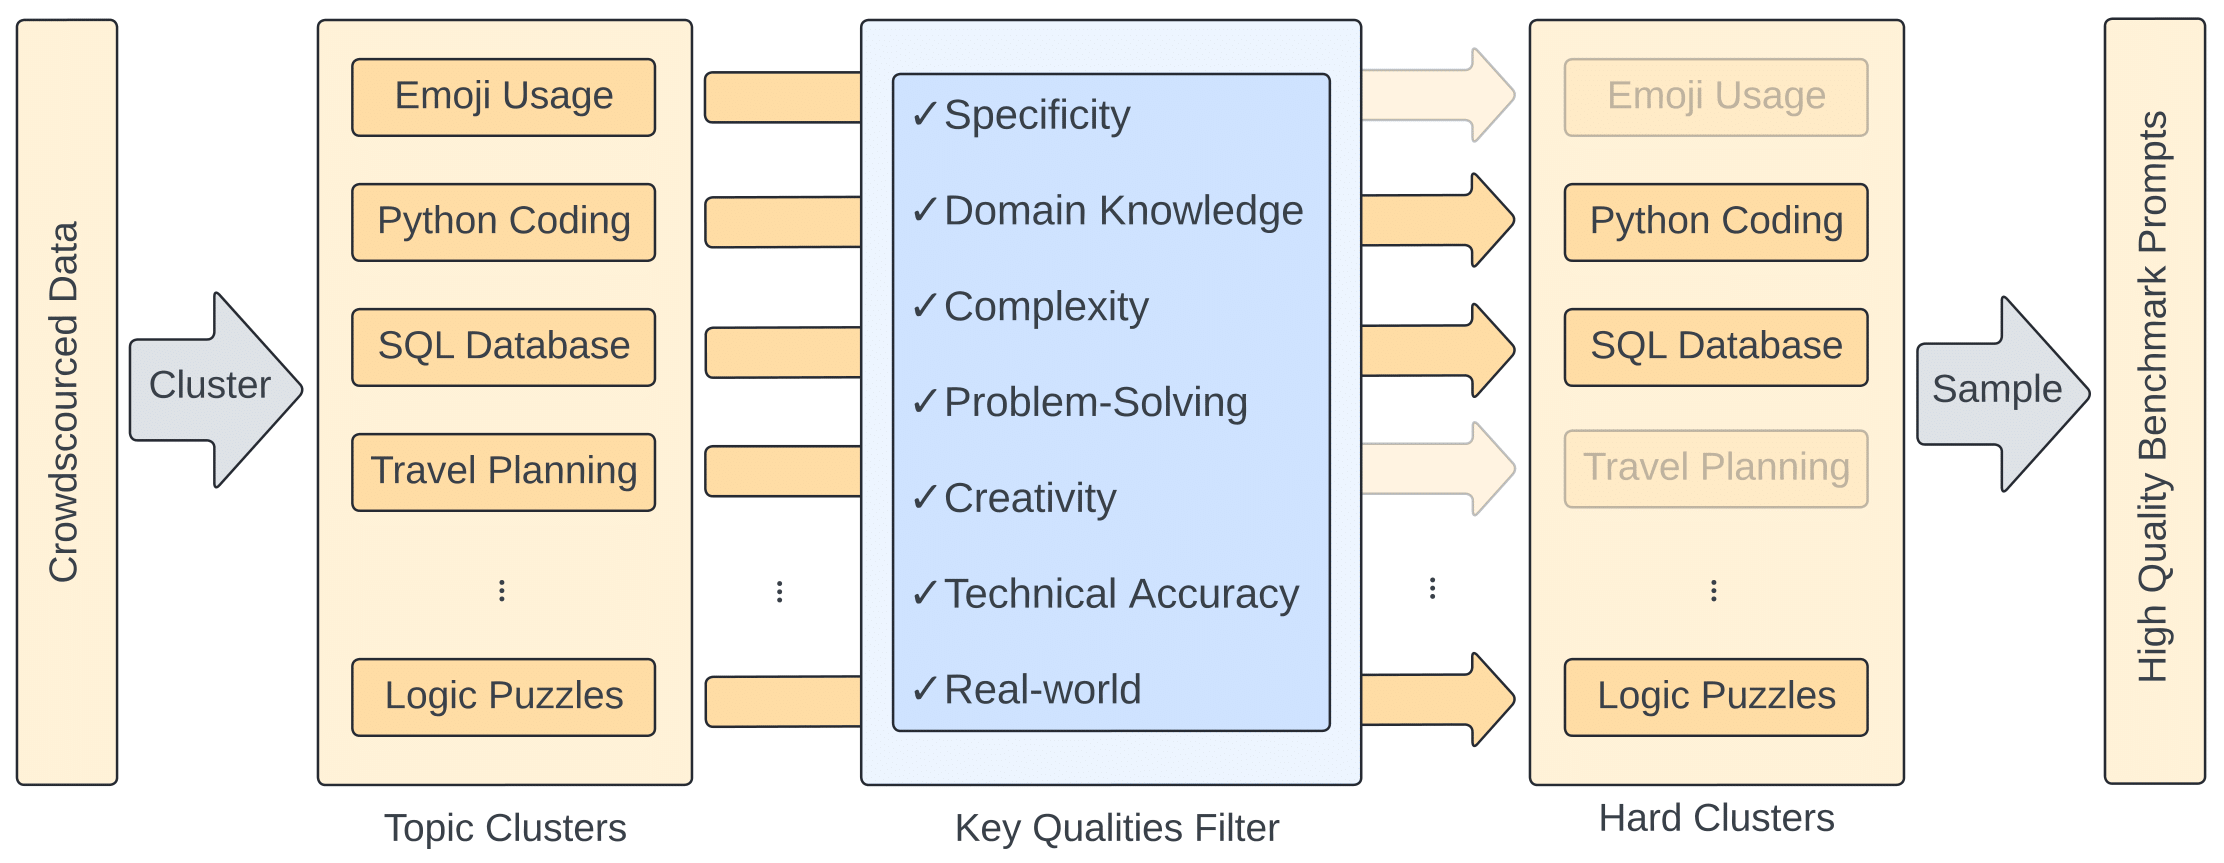 Crowdscourced Data
Cluster
Emoji Usage
Python Coding
SQL Database
Travel Planning
⋮
Logic Puzzles
Topic Clusters
⋮
✓Specificity
✓Domain Knowledge
✓Complexity
✓Problem-Solving
✓Creativity
✓Technical Accuracy
✓Real-world
Key Qualities Filter
⋮
Emoji Usage
Python Coding
SQL Database
Travel Planning
⋮
Logic Puzzles
Hard Clusters
Sample
High Quality Benchmark Prompts